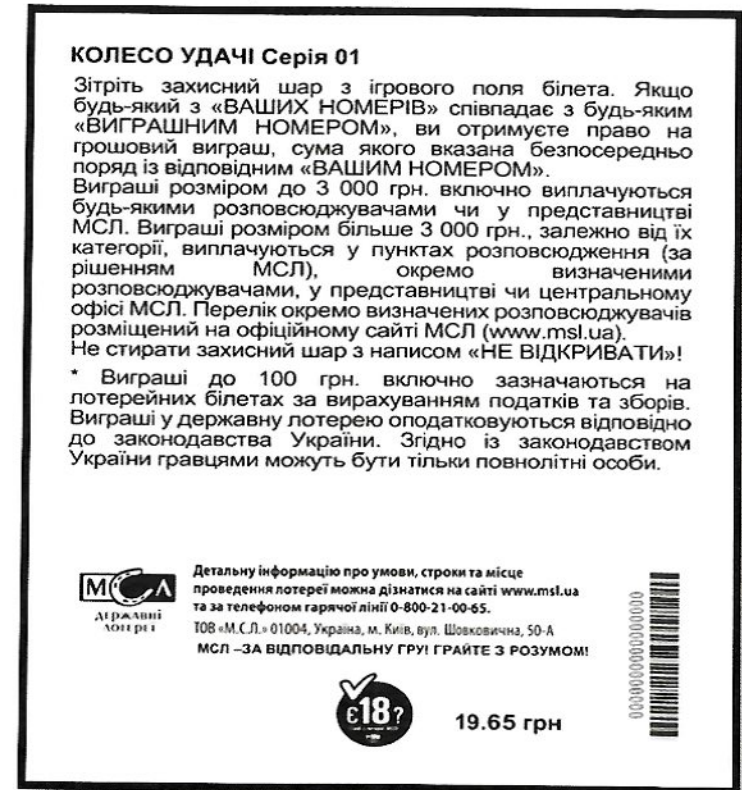 КОЛЕСО УДАЧІ Серія 01
Зітріть захисний шар з ігрового поля білета. Якщо
будь-який з «ВАШИХ НОМЕРІВ» співпадає з будь-яким
«ВИГРАШНИМ НОМЕРОМ», ви отримуєте право на
грошовий виграш, сума якого вказана безпосередньо
поряд із відповідним «ВАШИМ НОМЕРОМ».
Виграші розміром до 3 000 грн. включно виплачуються
будь-якими розповсюджувачами чи у представництві
МСЛ. Виграші розміром більше 3 000 грн., залежно від їх
категорії, виплачуються у пунктах розповсюдження (за
рішенням МСЛ), окремо визначеними
розповсюджувачами, у представництві чи центральному
офісі МСЛ. Перелік окремо визначених розповсюджувачів
розміщений на офіційному сайті МСЛ (www.msl.ua).
Не стирати захисний шар з написом «НЕ ВІДКРИВАТИ»!
* Виграші до 100 грн. включно зазначаються на
лотерейних білетах за вирахуванням податків та зборів.
Виграші у державну лотерею оподатковуються відповідно
до законодавства України. Згідно із законодавством
України гравцями можуть бути тільки повнолітні особи.
МСЛ
ДЕРЖАВНІ
ЛОТЕРЕЇ
Детальну інформацію про умови, строки та місце
проведення лотереї можна дізнатися на сайті www.msl.ua
та за телефоном гарячої лінії 0-800-21-00-65.
ТОВ «М.С.Л.» 01004, Україна, м. Київ, вул. Шовковична, 50-А
МСЛ –ЗА ВІДПОВІДАЛЬНУ ГРУ! ГРАЙТЕ З РОЗУМОМ!
Є18?
19.65 грн